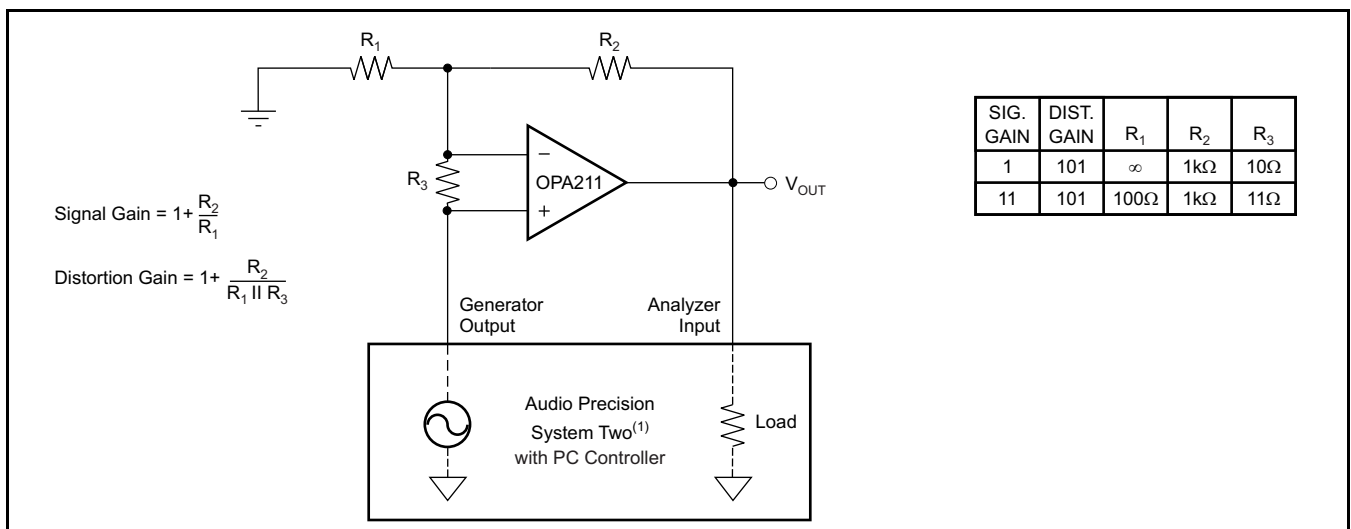 R1
R2
R3
−
OPA211
+
VOUT
Signal Gain = 1+ R2
R1
Distortion Gain = 1+ R2
R1 II R3
Generator
Output
Analyzer
Input
Audio Precision
System Two(1)
with PC Controller
Load
SIG.
GAIN
DIST.
GAIN R1 R2 R3
1 101 ∞ 1kΩ 10Ω
11 101 100Ω 1kΩ 11Ω